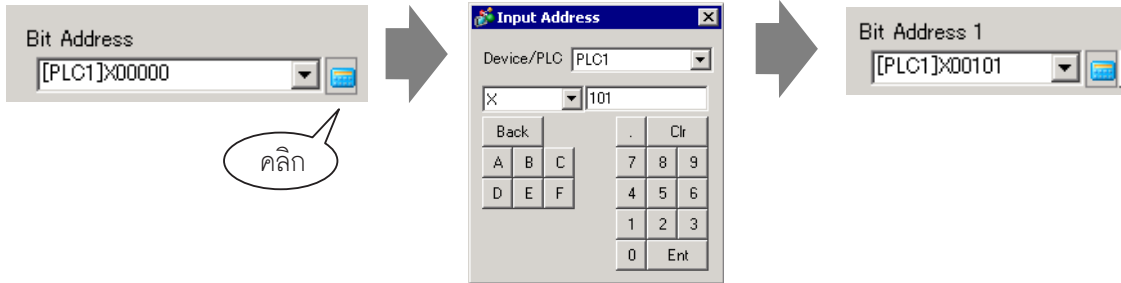 Bit Address
[PLC1]X00000
คลิก
Input Address
Device/PLC PLC1
X 101
Back . Clr
A B C 7 8 9
D E F 4 5 6
1 2 3
0 Ent
Bit Address 1
[PLC1]X00101